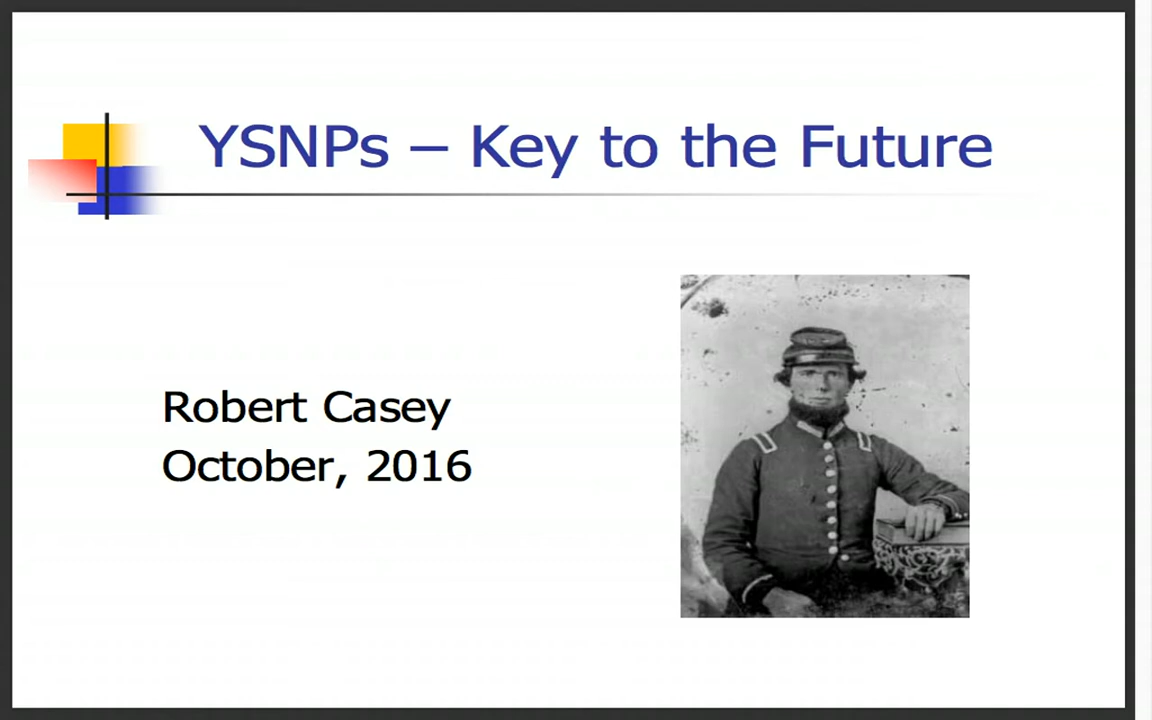 YSNPs – Key to the Future
Robert Casey
October, 2016